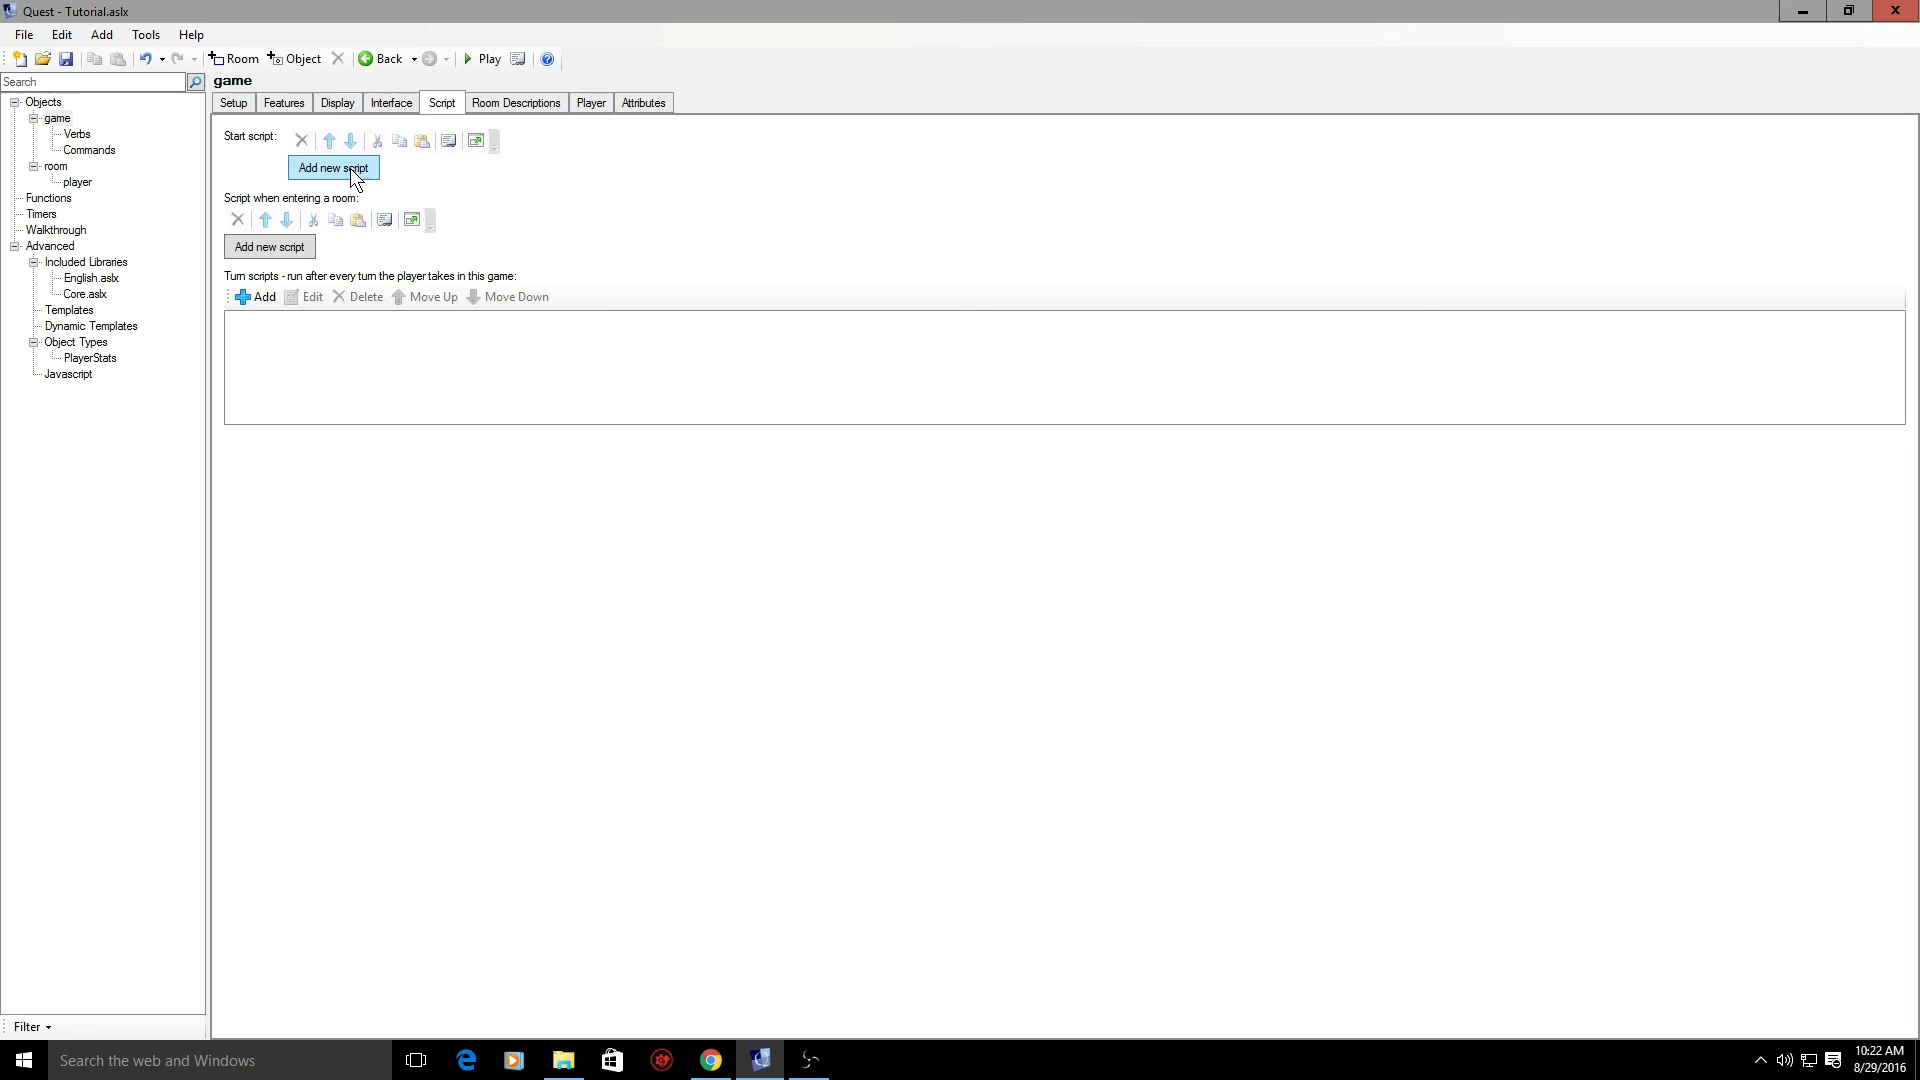 Quest - Tutorial.aslx
File Edit Add Tools Help
Room Object Back Play
Search
game
Setup Features Display Interface Script Room Descriptions Player Attributes
Objects
game
Verbs
Commands
room
player
Functions
Timers
Walkthrough
Advanced
Included Libraries
English.aslx
Core.aslx
Templates
Dynamic Templates
Object Types
PlayerStats
Javascript
Filter
Start script:
Add new script
Script when entering a room:
Add new script
Turn scripts - run after every turn the player takes in this game:
Add Edit Delete Move Up Move Down
Search the web and Windows
10:22 AM
8/29/2016